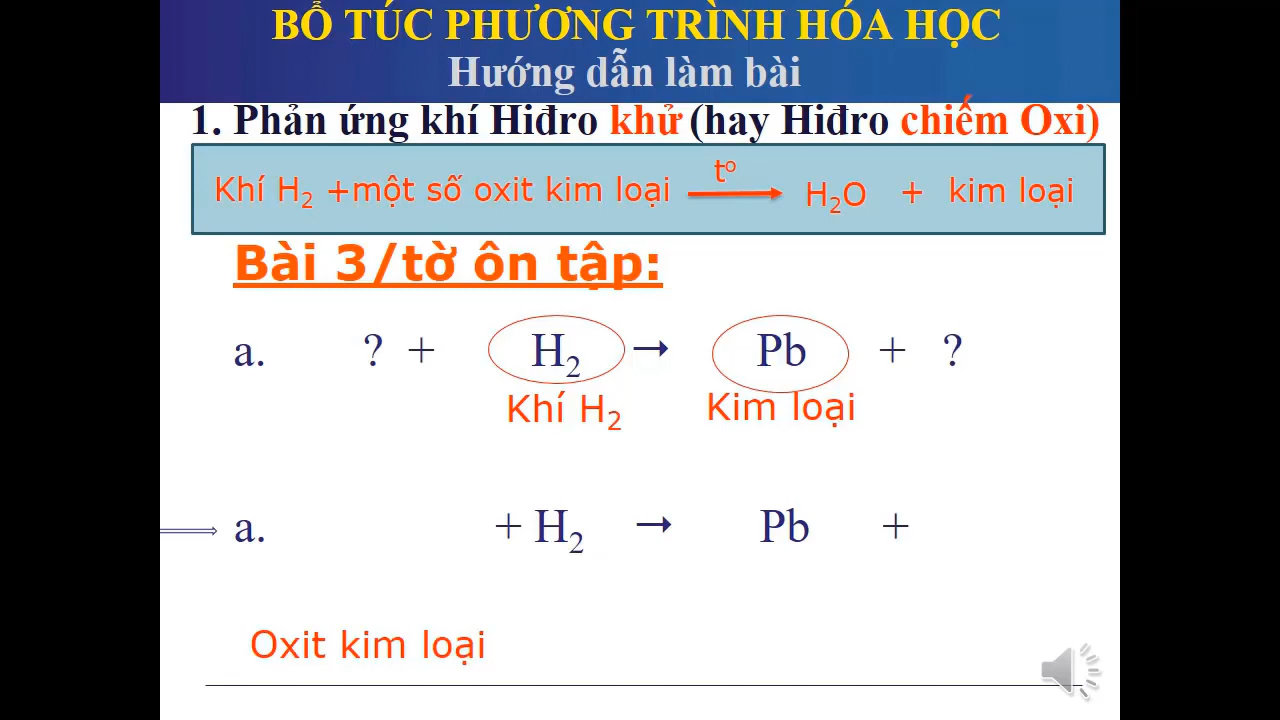 BỔ TÚC PHƯƠNG TRÌNH HÓA HỌC
Hướng dẫn làm bài
1. Phản ứng khí Hiđro khử (hay Hiđro chiếm Oxi)
Khí H₂ +một số oxit kim loại tᵒ → H₂O + kim loại
Bài 3/tờ ôn tập:
a. ? + H₂ → Pb + ?
Khí H₂ Kim loại
⟹ a. + H₂ → Pb +
Oxit kim loại